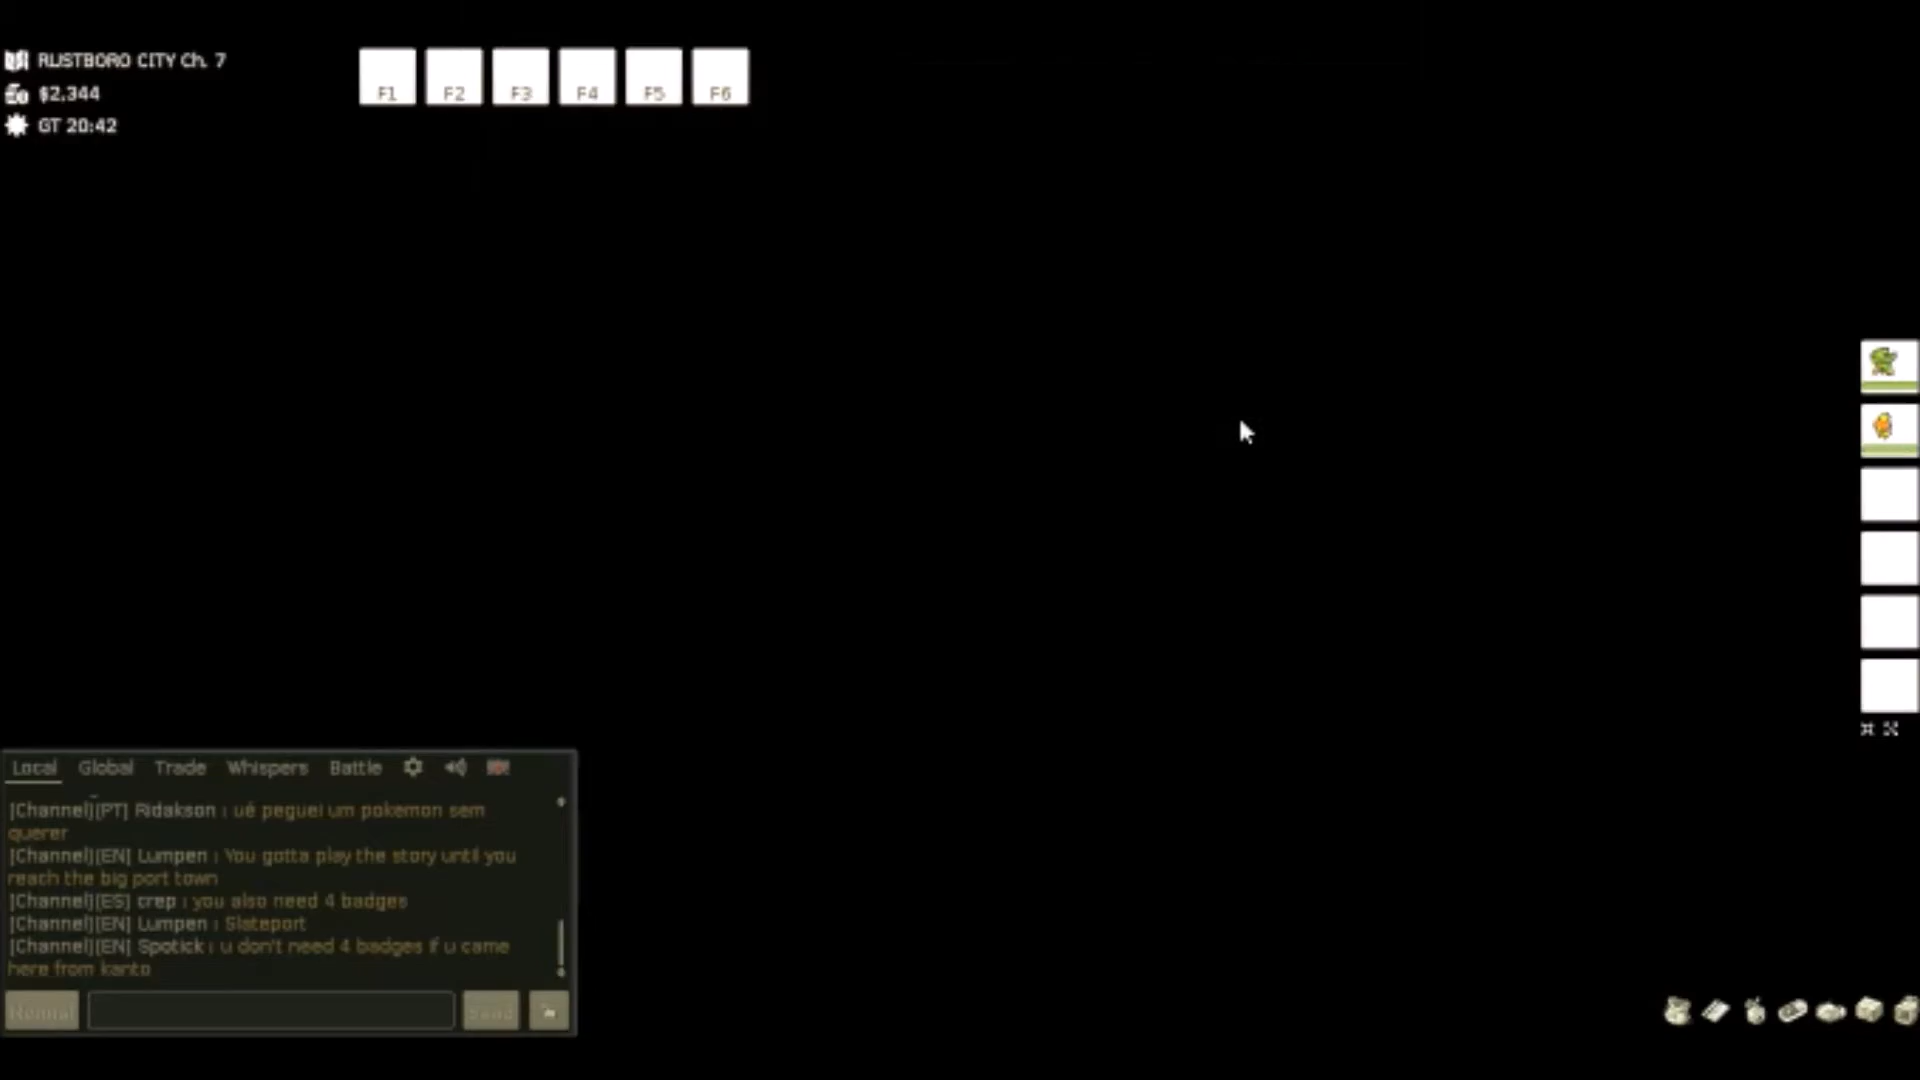 RUSTBORO CITY Ch. 7
$2,344
GT 20:42
F1 F2 F3 F4 F5 F6
Local Global Trade Whispers Battle
[Channel][PT] Ridakson : ué peguei um pokemon sem
querer
[Channel][EN] Lumpen : You gotta play the story until you
reach the big port town
[Channel][ES] crep : you also need 4 badges
[Channel][EN] Lumpen : Slateport
[Channel][EN] Spotick : u don't need 4 badges if u came
here from kanto
Normal Send